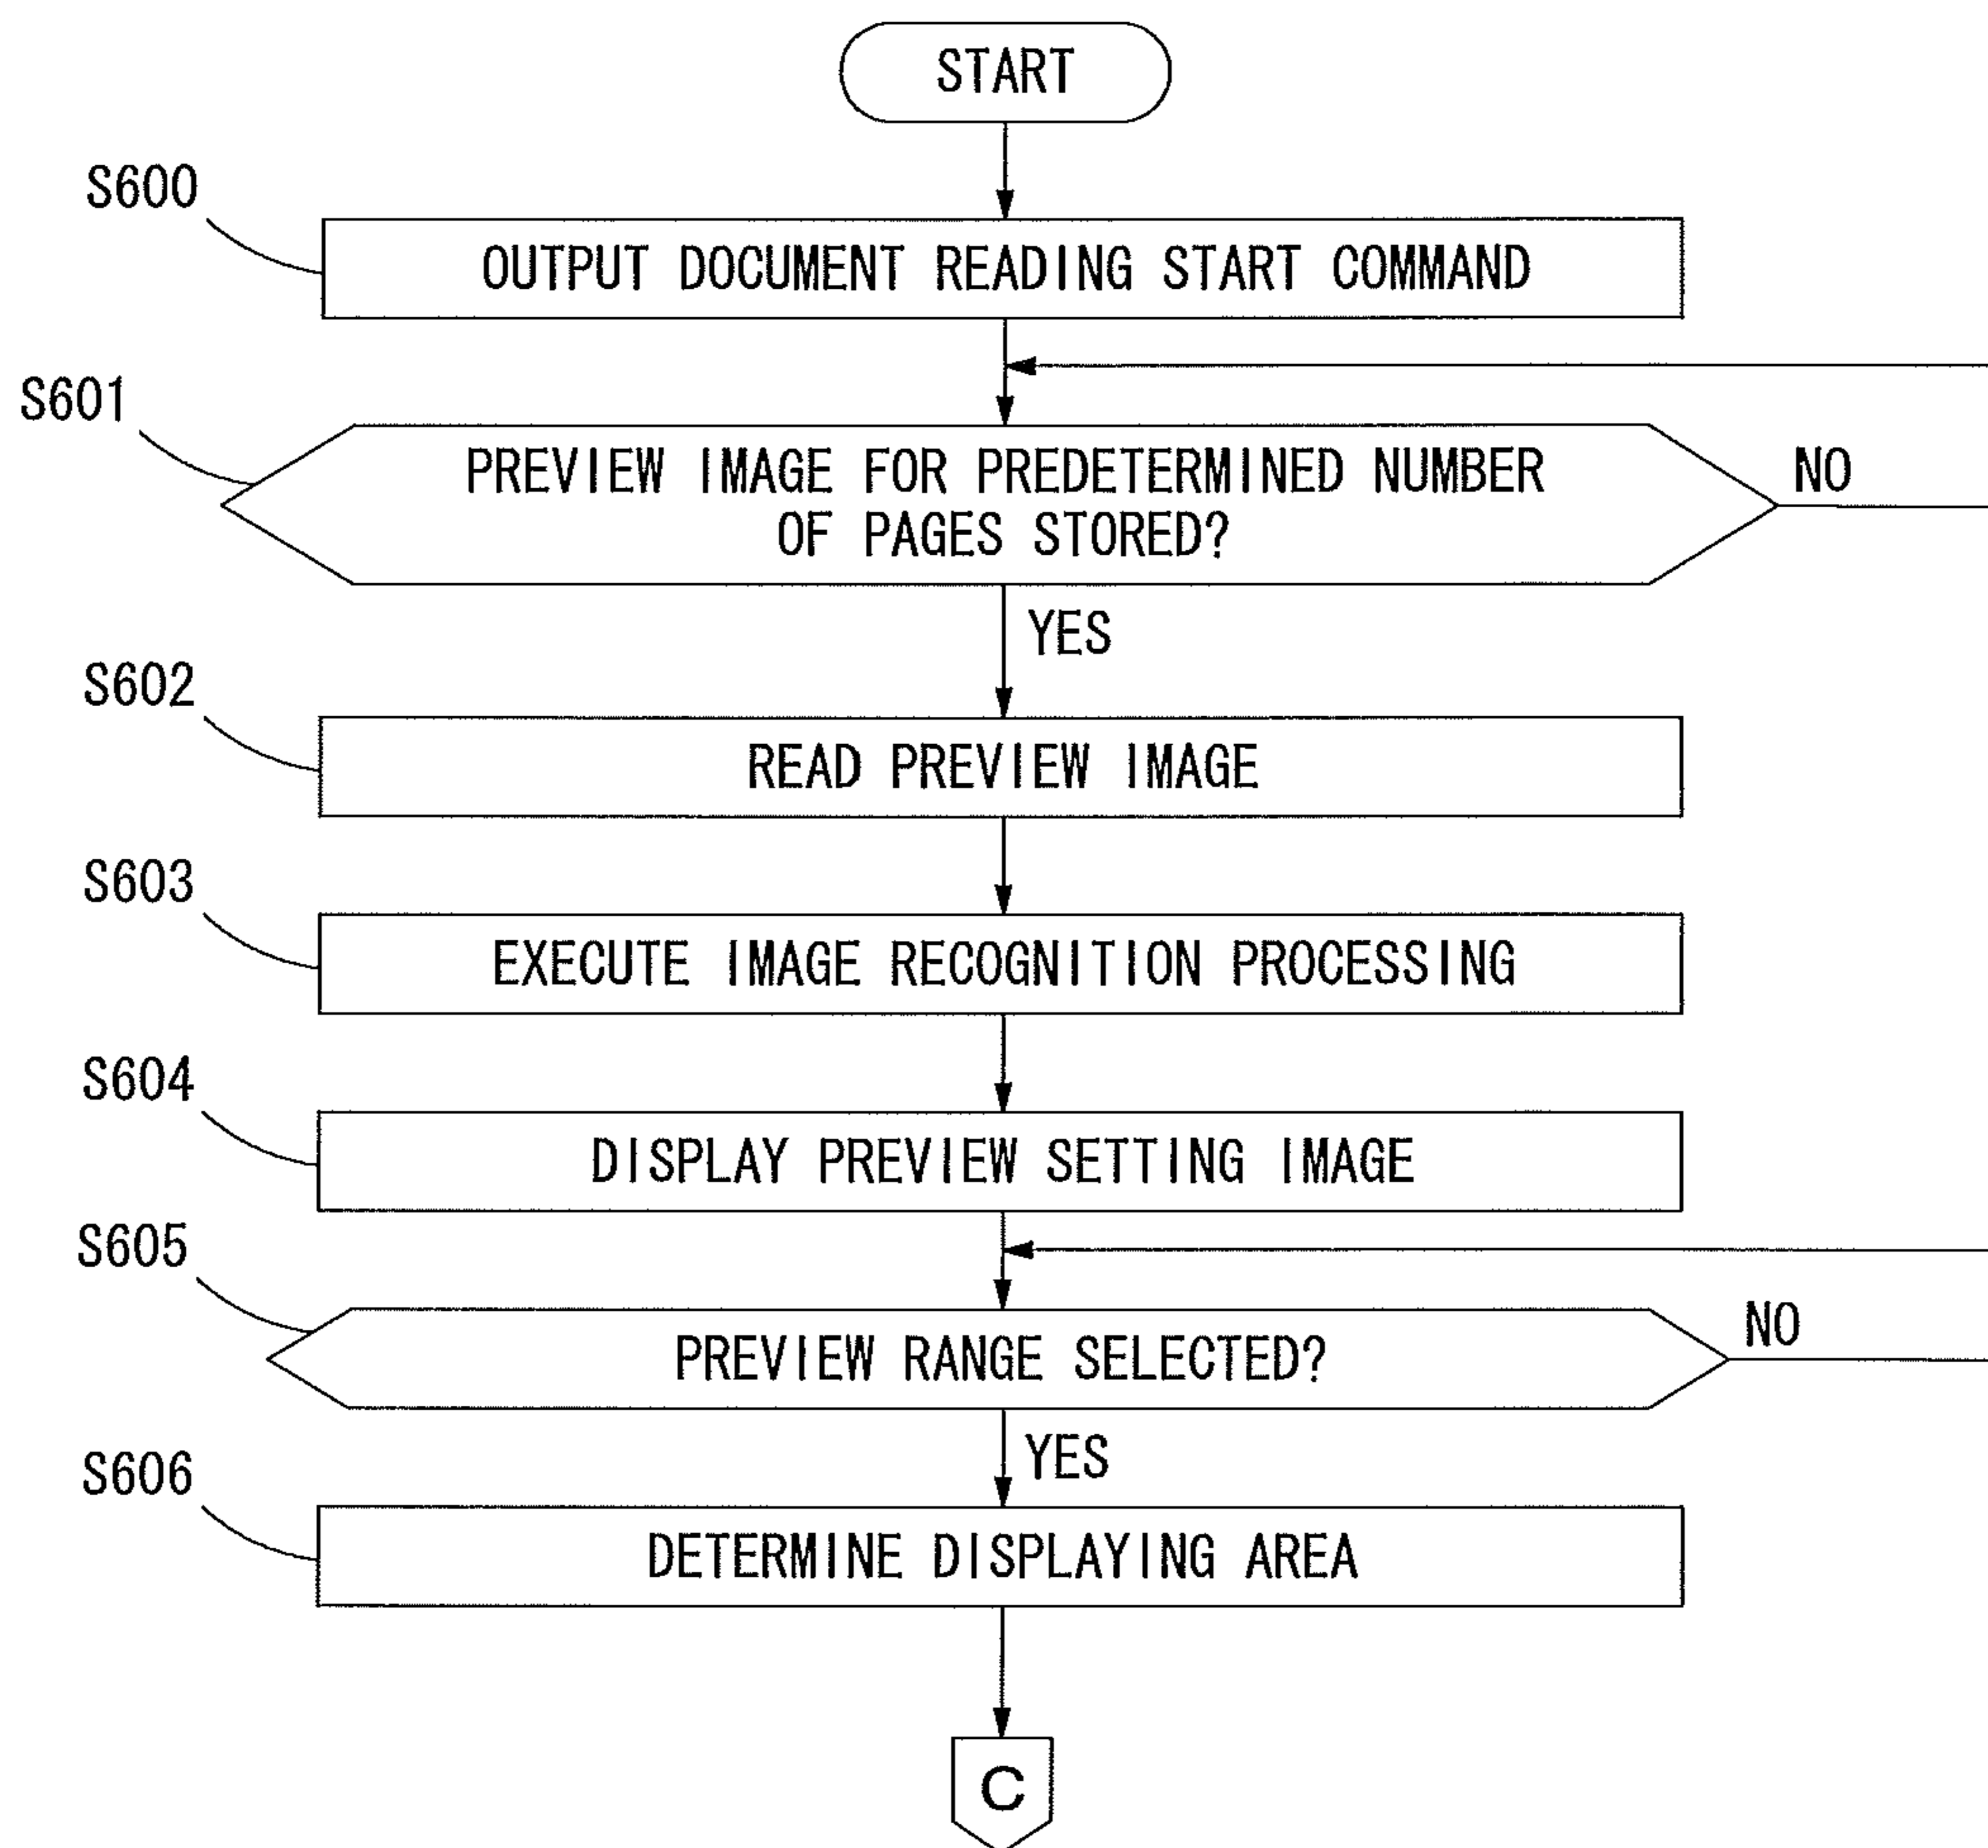 START
S600
OUTPUT DOCUMENT READING START COMMAND
S601
PREVIEW IMAGE FOR PREDETERMINED NUMBER
OF PAGES STORED?
NO
YES
S602
READ PREVIEW IMAGE
S603
EXECUTE IMAGE RECOGNITION PROCESSING
S604
DISPLAY PREVIEW SETTING IMAGE
S605
PREVIEW RANGE SELECTED?
NO
YES
S606
DETERMINE DISPLAYING AREA
C